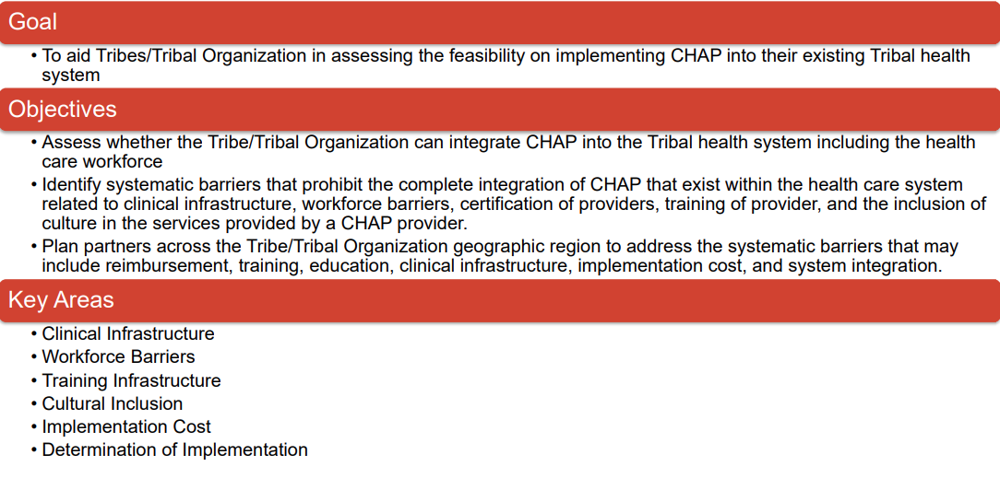 Goal
• To aid Tribes/Tribal Organization in assessing the feasibility on implementing CHAP into their existing Tribal health
system
Objectives
• Assess whether the Tribe/Tribal Organization can integrate CHAP into the Tribal health system including the health
care workforce
• Identify systematic barriers that prohibit the complete integration of CHAP that exist within the health care system
related to clinical infrastructure, workforce barriers, certification of providers, training of provider, and the inclusion of
culture in the services provided by a CHAP provider.
• Plan partners across the Tribe/Tribal Organization geographic region to address the systematic barriers that may
include reimbursement, training, education, clinical infrastructure, implementation cost, and system integration.
Key Areas
• Clinical Infrastructure
• Workforce Barriers
• Training Infrastructure
• Cultural Inclusion
• Implementation Cost
• Determination of Implementation